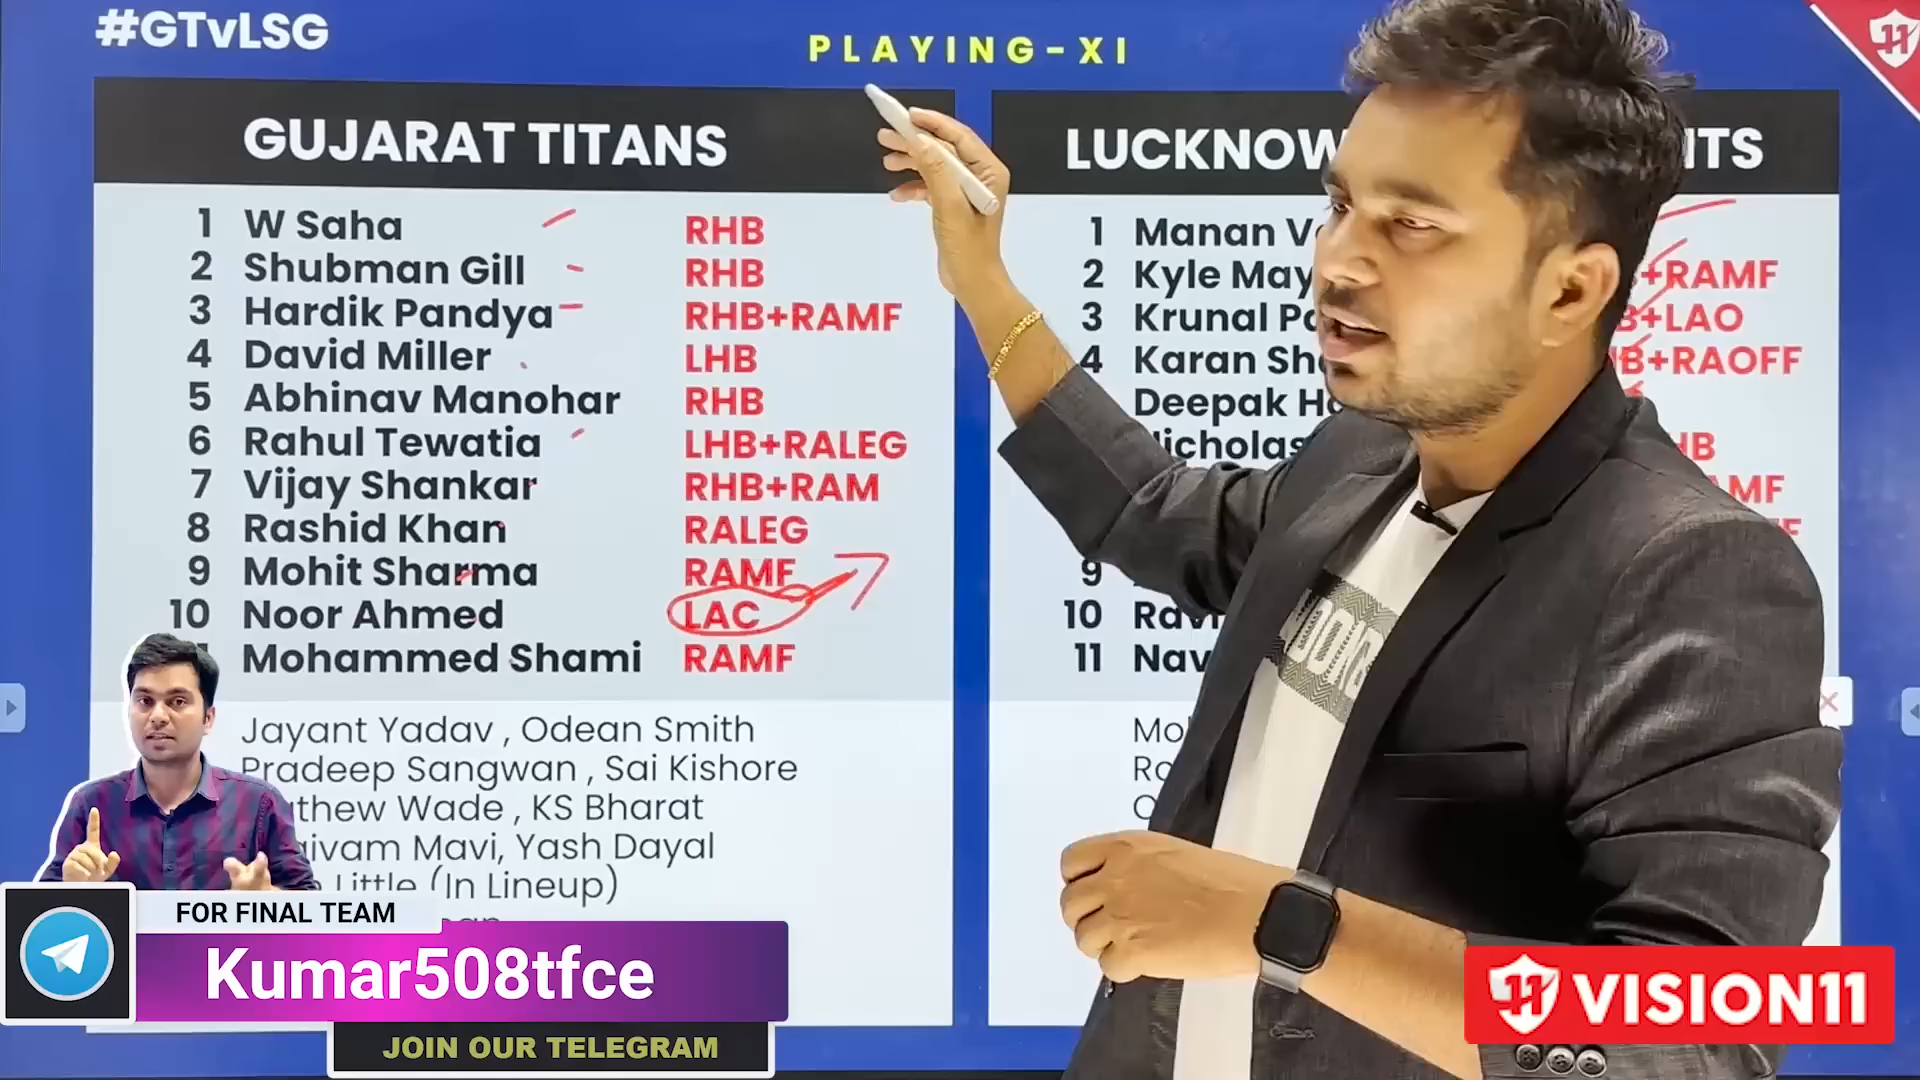 #GTvLSG
PLAYING-XI
11
GUJARAT TITANS
1 W Saha RHB
2 Shubman Gill RHB
3 Hardik Pandya RHB+RAMF
4 David Miller LHB
5 Abhinav Manohar RHB
6 Rahul Tewatia LHB+RALEG
7 Vijay Shankar RHB+RAM
8 Rashid Khan RALEG
9 Mohit Sharma RAMF
10 Noor Ahmed LAC
Mohammed Shami RAMF
Jayant Yadav , Odean Smith
Pradeep Sangwan , Sai Kishore
Wade , KS Bharat
Mavi, Yash Dayal
Little (In Lineup)
LUCKNOW
1 Manan
2 Kyle +RAMF
3 Krunal +LAO
4 Karan +RAOFF
Deepak
9
10
11
FOR FINAL TEAM
Kumar508tfce
JOIN OUR TELEGRAM
VISION11